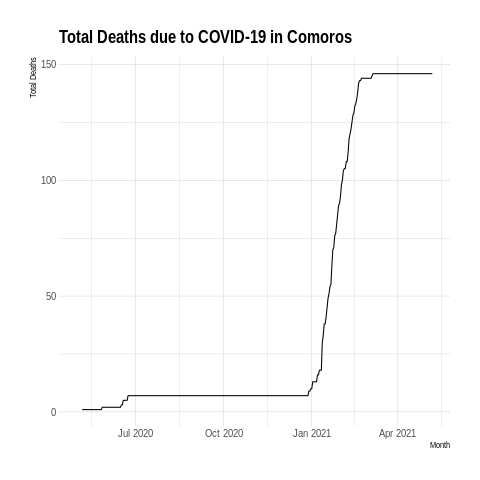 Total Deaths due to COVID-19 in Comoros
Total Deaths
150
100
50
0
Jul 2020 Oct 2020 Jan 2021 Apr 2021
Month